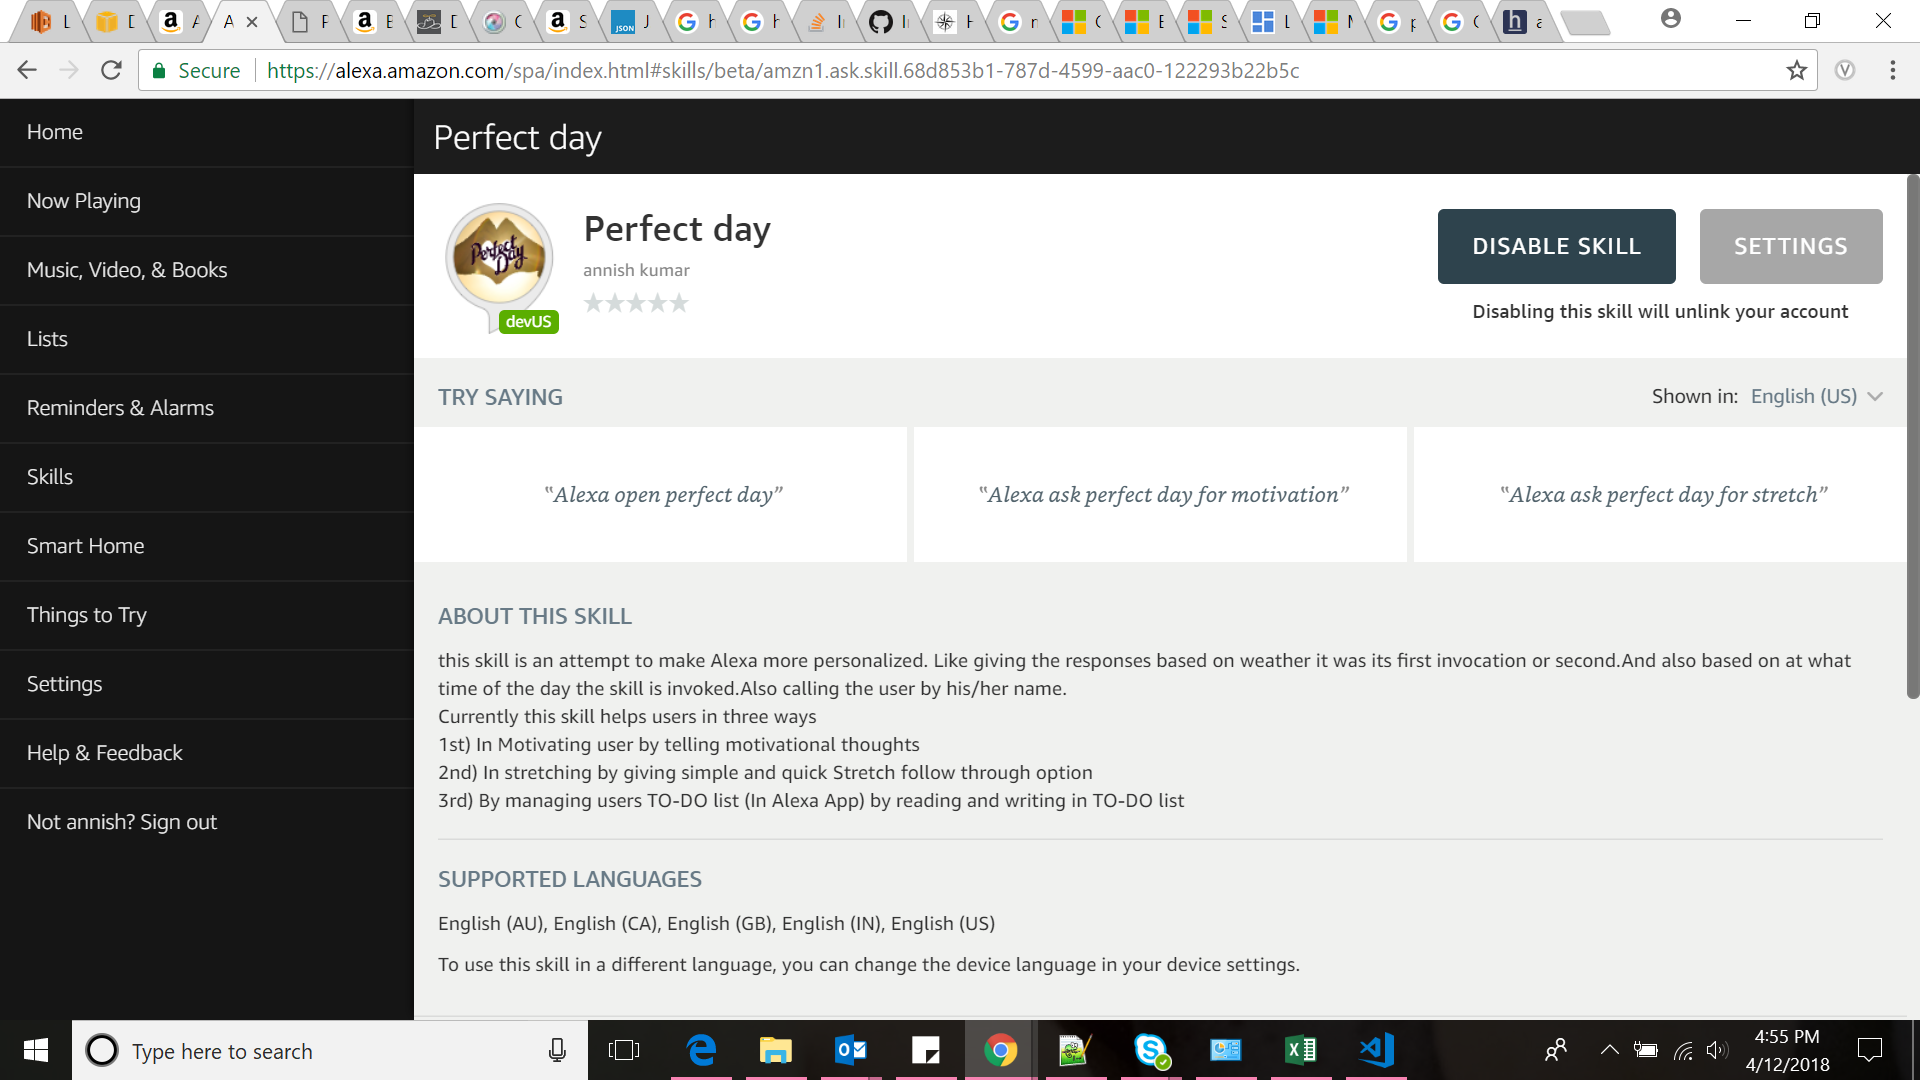 L
D
A
A
F
E
D
C
S
J
h
h
In
In
H
n
C
E
S
L
M
p
C
a
Secure
https://alexa.amazon.com/spa/index.html#skills/beta/amzn1.ask.skill.68d853b1-787d-4599-aac0-122293b22b5c
Home
Now Playing
Music, Video, & Books
Lists
Reminders & Alarms
Skills
Smart Home
Things to Try
Settings
Help & Feedback
Not annish? Sign out
Perfect day
Perfect Day
devUS
Perfect day
annish kumar
DISABLE SKILL
SETTINGS
Disabling this skill will unlink your account
TRY SAYING
Shown in: English (US)
"Alexa open perfect day"
"Alexa ask perfect day for motivation"
"Alexa ask perfect day for stretch"
ABOUT THIS SKILL
this skill is an attempt to make Alexa more personalized. Like giving the responses based on weather it was its first invocation or second.And also based on at what
time of the day the skill is invoked.Also calling the user by his/her name.
Currently this skill helps users in three ways
1st) In Motivating user by telling motivational thoughts
2nd) In stretching by giving simple and quick Stretch follow through option
3rd) By managing users TO-DO list (In Alexa App) by reading and writing in TO-DO list
SUPPORTED LANGUAGES
English (AU), English (CA), English (GB), English (IN), English (US)
To use this skill in a different language, you can change the device language in your device settings.
Type here to search
4:55 PM
4/12/2018